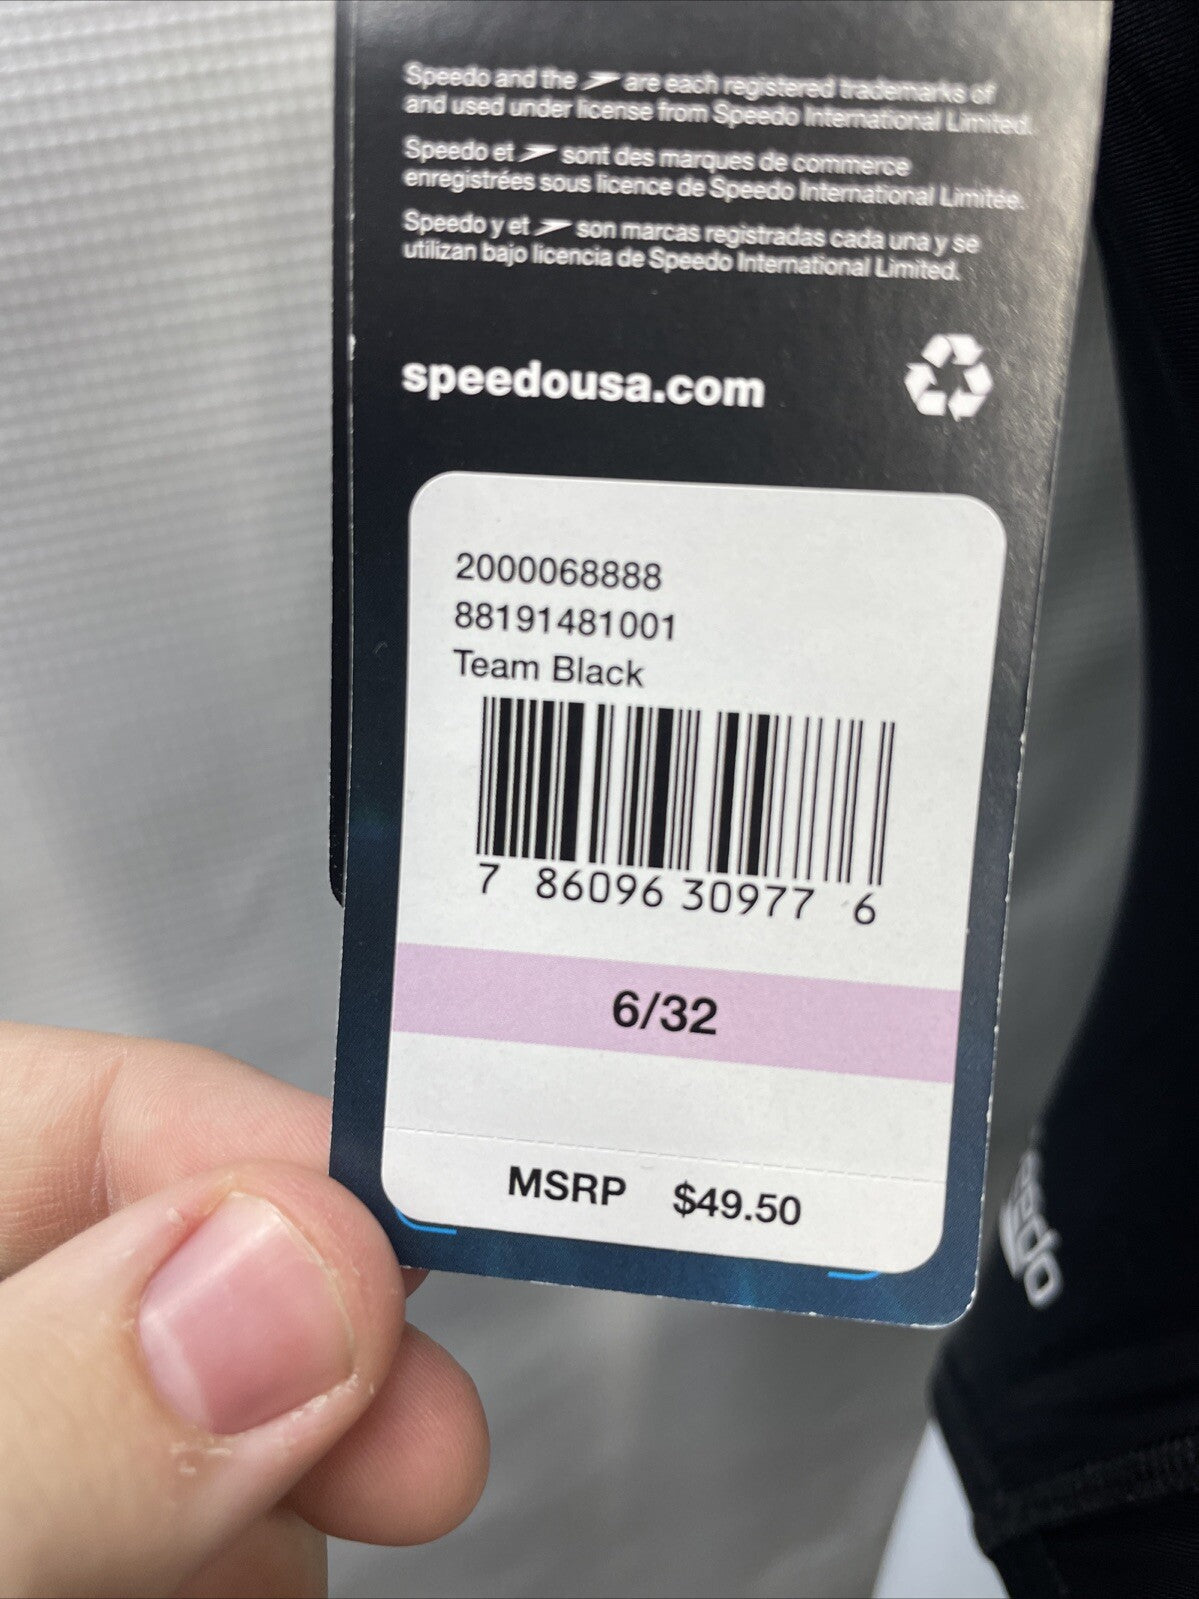 Speedo and the are each registered trademarks of
and used under license from Speedo International Limited.
Speedo et sont des marques de commerce
enregistrées sous licence de Speedo International Limitée.
Speedo y et son marcas registradas cada una y se
utilizan bajo licencia de Speedo International Limited.
speedousa.com
2000068888
88191481001
Team Black
7 86096 30977 6
6/32
MSRP $49.50